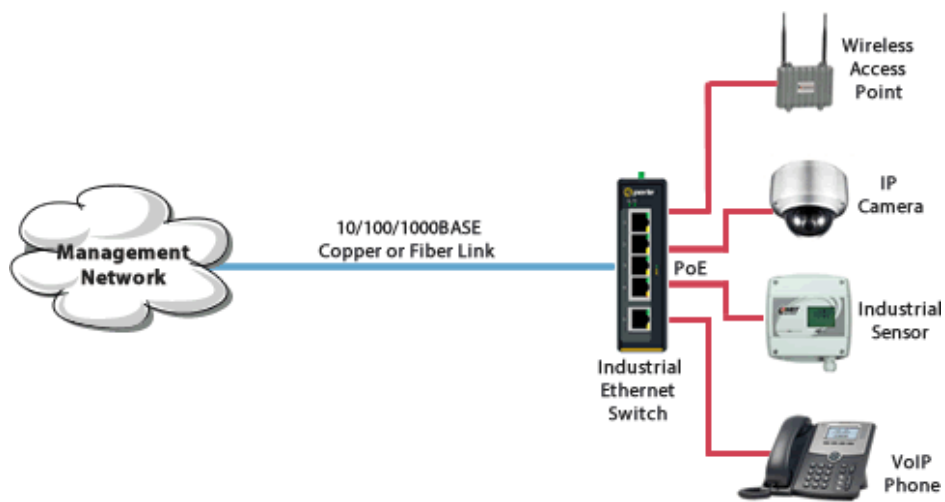 Wireless
Access
Point
IP
Camera
10/100/1000BASE
Copper or Fiber Link
Management
Network
PoE
Industrial
Sensor
Industrial
Ethernet
Switch
VoIP
Phone
perle